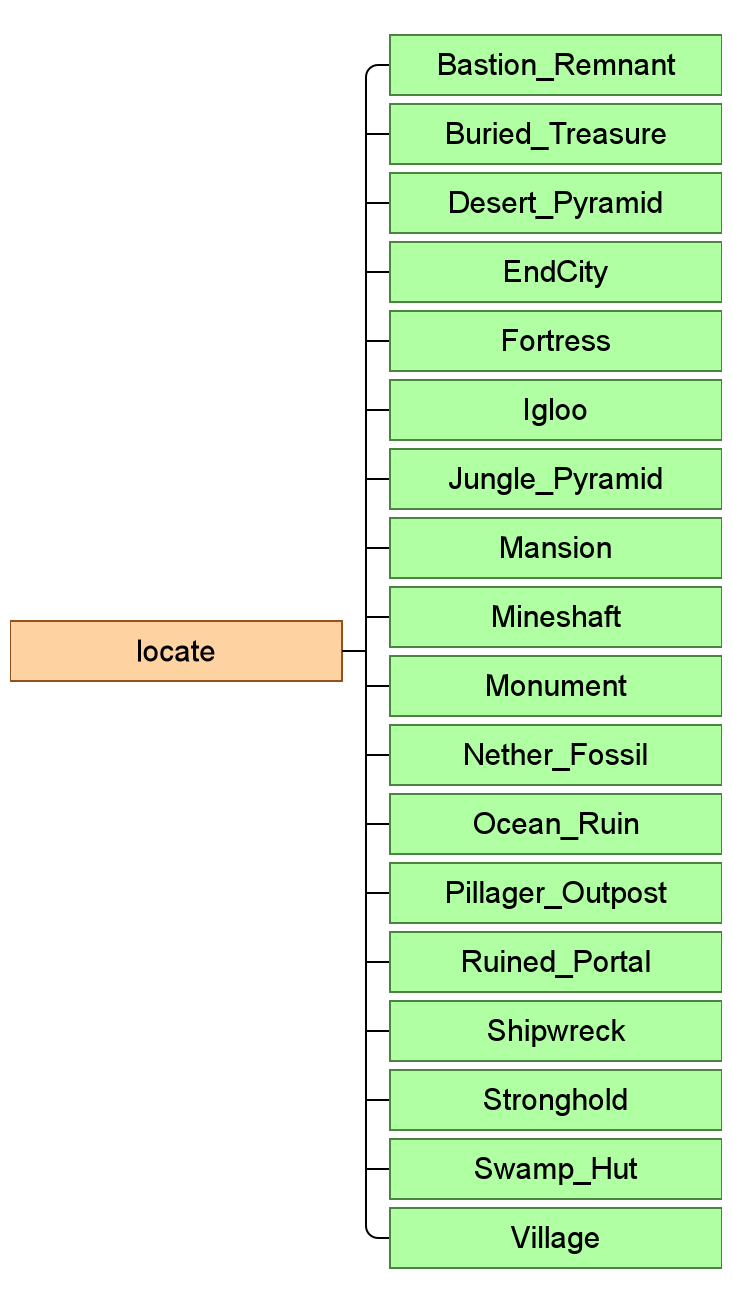 Bastion_Remnant
Buried_Treasure
Desert_Pyramid
EndCity
Fortress
Igloo
Jungle_Pyramid
Mansion
Mineshaft
locate
Monument
Nether_Fossil
Ocean_Ruin
Pillager_Outpost
Ruined_Portal
Shipwreck
Stronghold
Swamp_Hut
Village